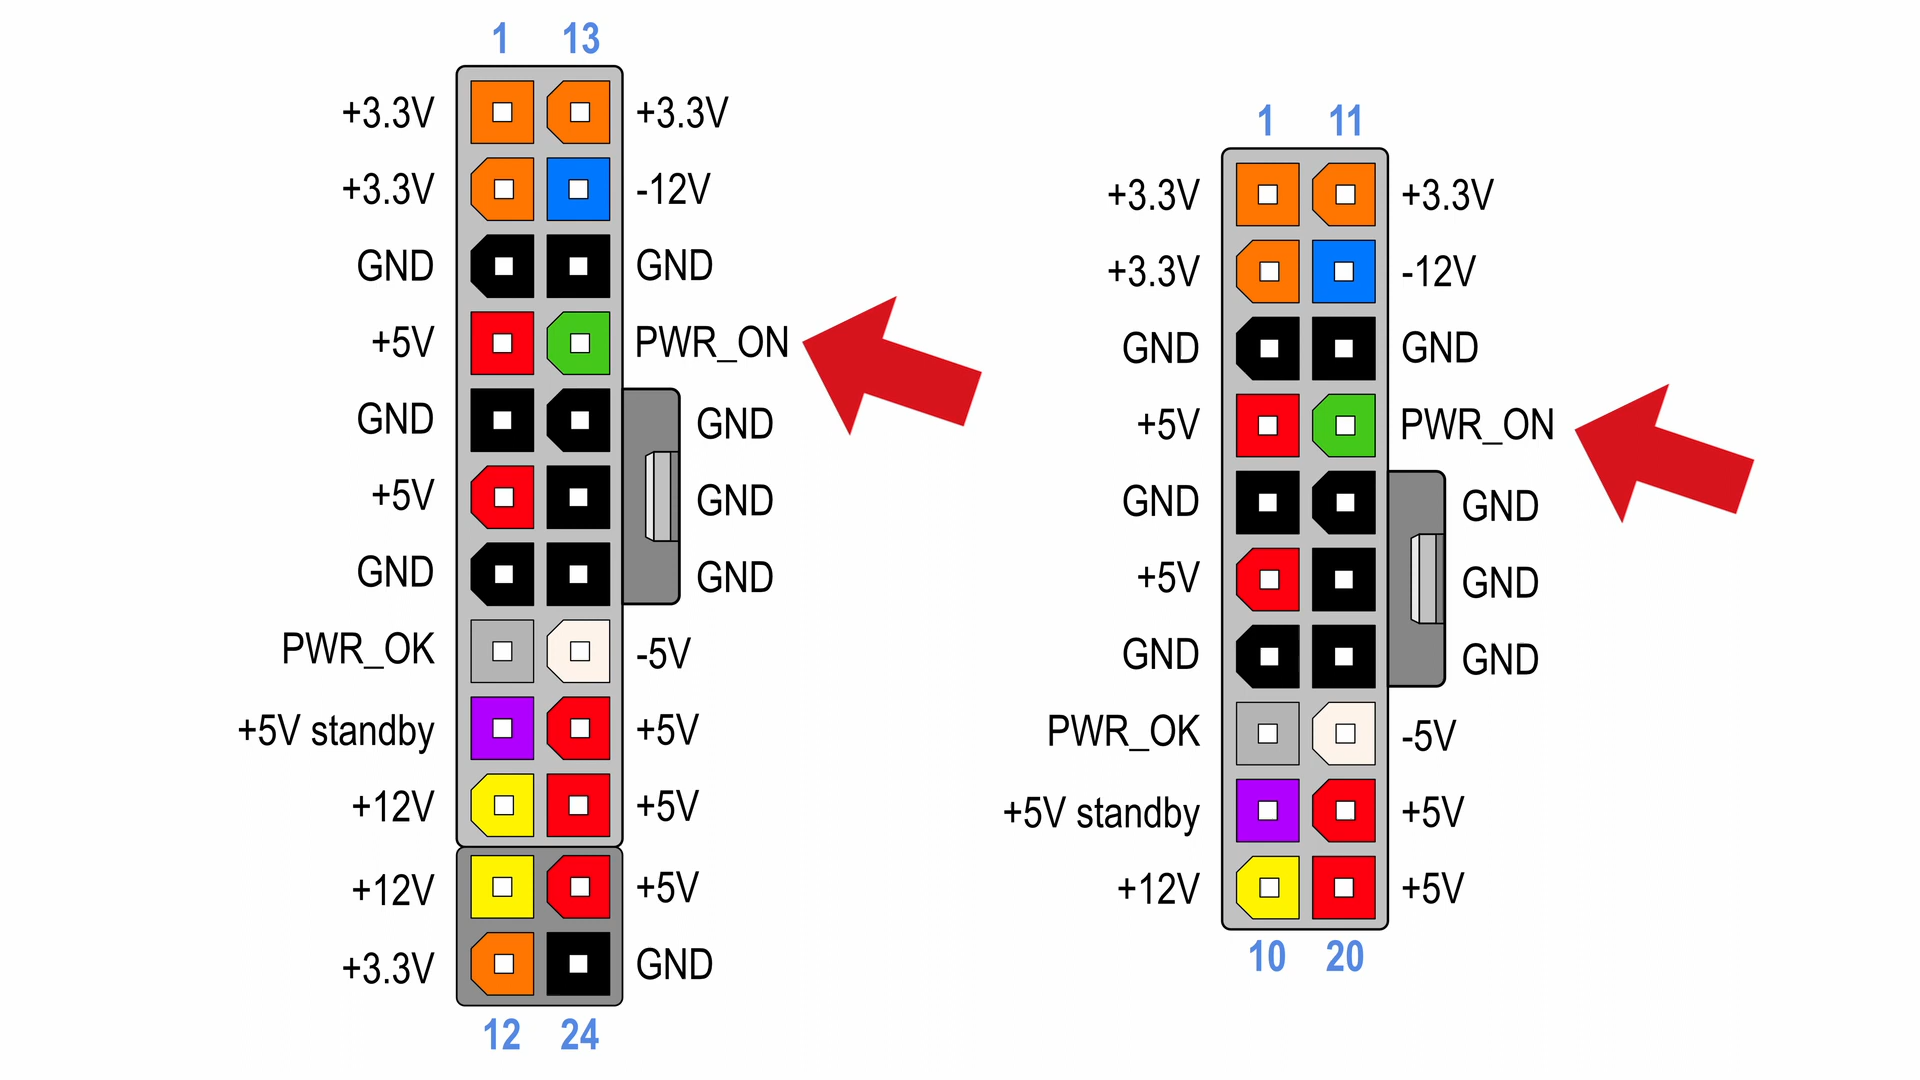 1 13
+3.3V +3.3V
+3.3V -12V
GND GND
+5V PWR_ON
GND GND
+5V GND
GND GND
PWR_OK -5V
+5V standby +5V
+12V +5V
+12V +5V
+3.3V GND
12 24
1 11
+3.3V +3.3V
+3.3V -12V
GND GND
+5V PWR_ON
GND GND
+5V GND
GND GND
PWR_OK -5V
+5V standby +5V
+12V +5V
10 20